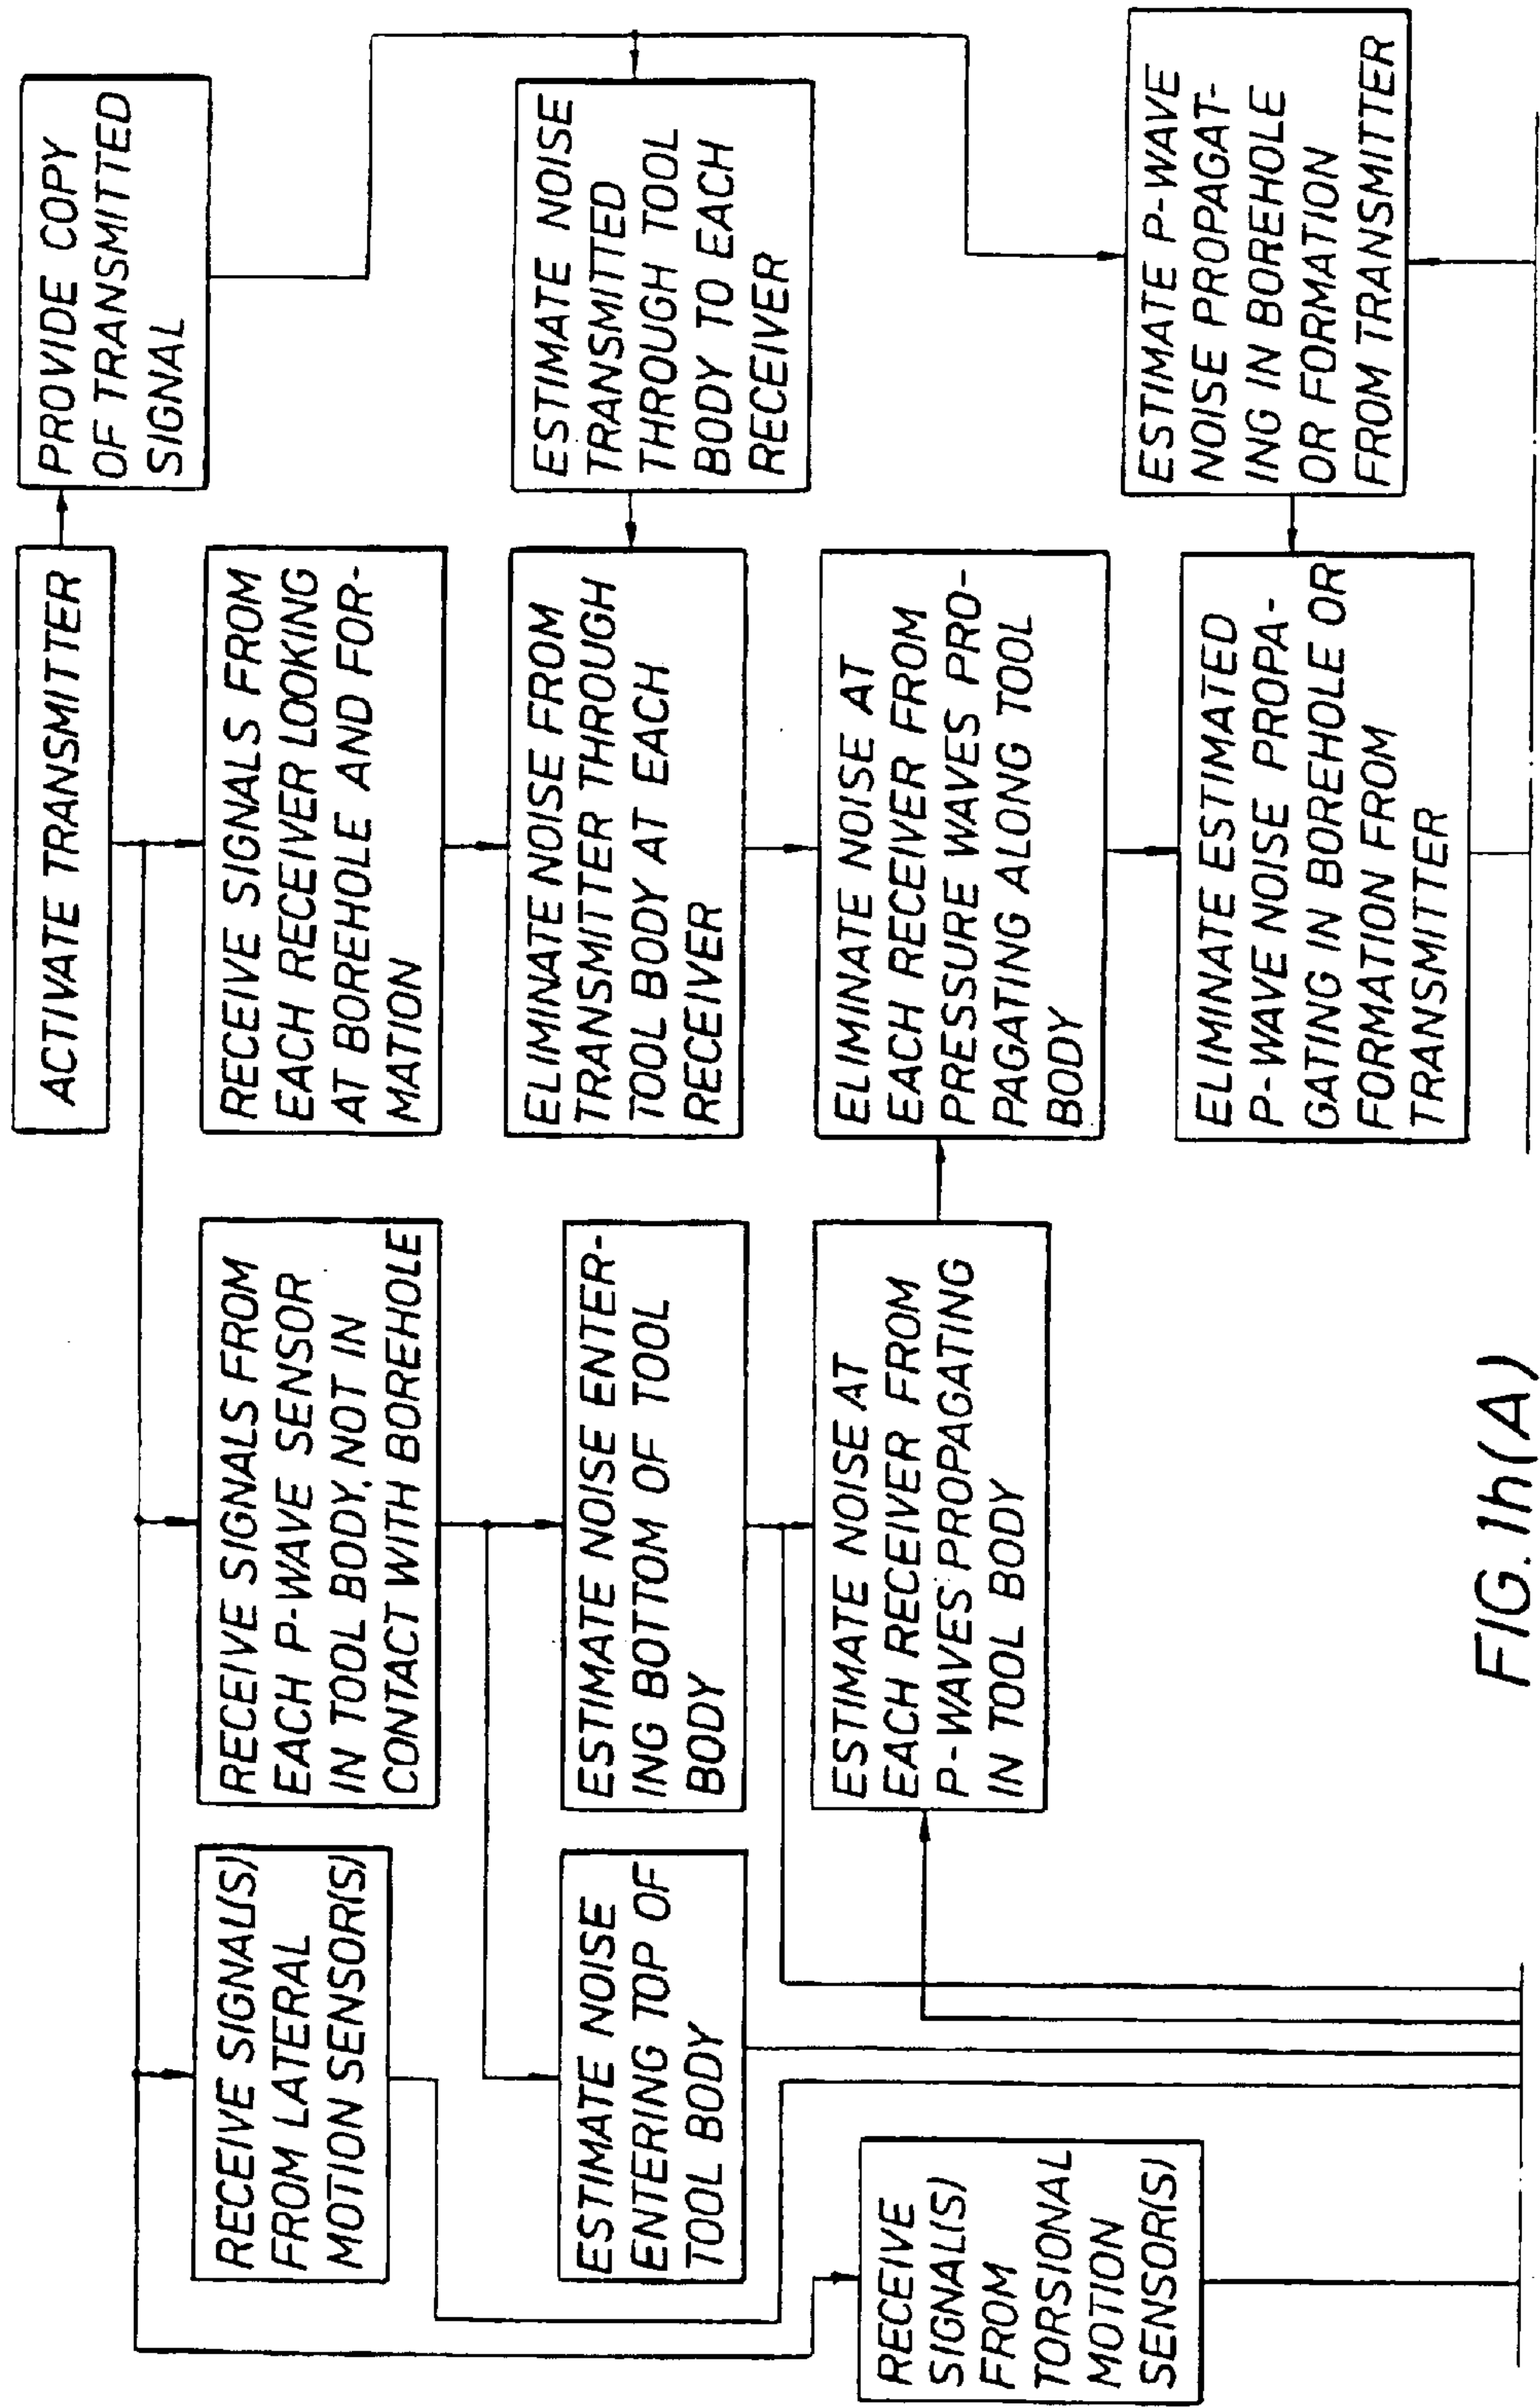 ACTIVATE TRANSMITTER
PROVIDE COPY
OF TRANSMITTED
SIGNAL
RECEIVE SIGNAL(S)
FROM LATERAL
MOTION SENSOR(S)
RECEIVE SIGNALS FROM
EACH P-WAVE SENSOR
IN TOOL BODY, NOT IN
CONTACT WITH BOREHOLE
RECEIVE SIGNALS FROM
EACH RECEIVER LOOKING
AT BOREHOLE AND FOR-
MATION
ESTIMATE NOISE
ENTERING TOP OF
TOOL BODY
ESTIMATE NOISE ENTER-
ING BOTTOM OF TOOL
BODY
ELIMINATE NOISE FROM
TRANSMITTER THROUGH
TOOL BODY AT EACH
RECEIVER
ESTIMATE NOISE
TRANSMITTED
THROUGH TOOL
BODY TO EACH
RECEIVER
RECEIVE
SIGNAL(S)
FROM
TORSIONAL
MOTION
SENSOR(S)
ESTIMATE NOISE AT
EACH RECEIVER FROM
P-WAVES PROPAGATING
IN TOOL BODY
ELIMINATE NOISE AT
EACH RECEIVER FROM
PRESSURE WAVES PRO-
PAGATING ALONG TOOL
BODY
ELIMINATE ESTIMATED
P-WAVE NOISE PROPA-
GATING IN BOREHOLE OR
FORMATION FROM
TRANSMITTER
ESTIMATE P-WAVE
NOISE PROPAGAT-
ING IN BOREHOLE
OR FORMATION
FROM TRANSMITTER
FIG. 1h(A)